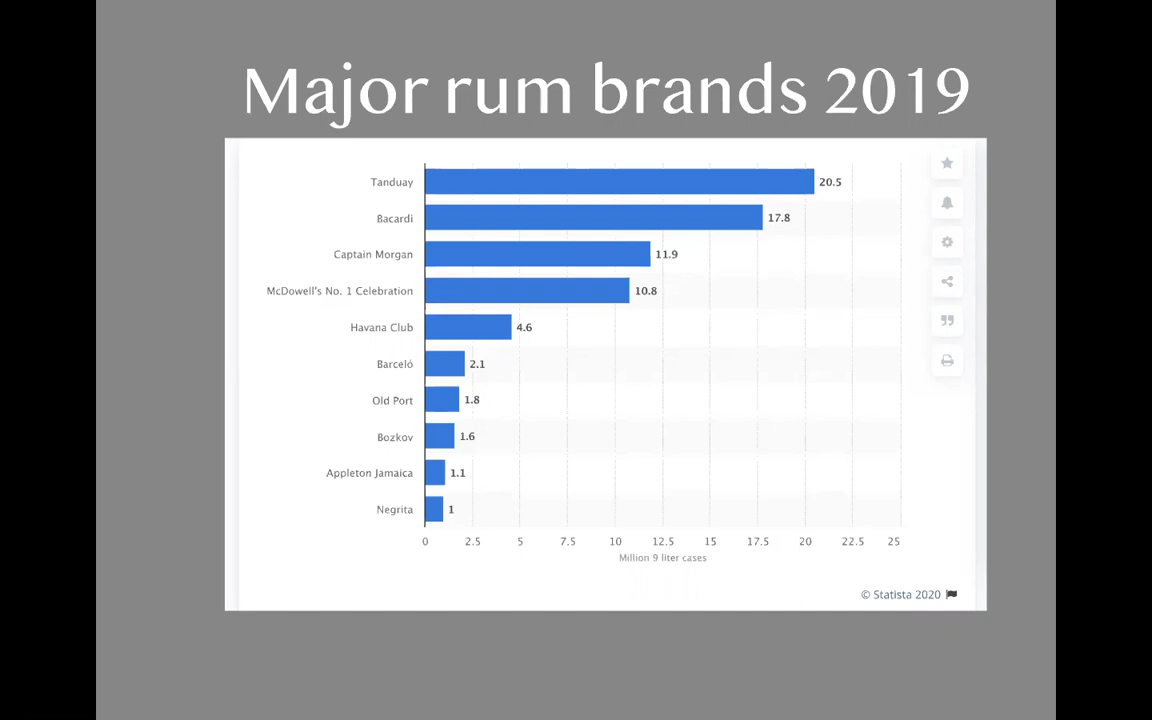 Major rum brands 2019
Tanduay 20.5
Bacardi 17.8
Captain Morgan 11.9
McDowell's No. 1 Celebration 10.8
Havana Club 4.6
Barceló 2.1
Old Port 1.8
Bozkov 1.6
Appleton Jamaica 1.1
Negrita 1
0 2.5 5 7.5 10 12.5 15 17.5 20 22.5 25
Million 9 liter cases
© Statista 2020